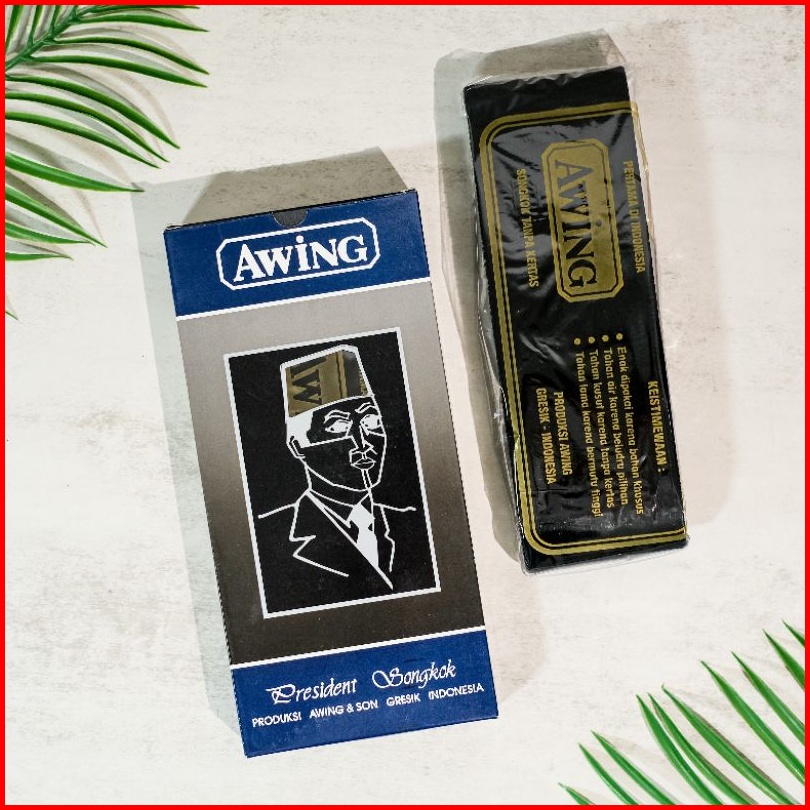 AWiNG
W
President Songkok
PRODUKSI AWING & SON GRESIK INDONESIA
PERTAMA DI INDONESIA
AWiNG
SONGKOK TANPA KERTAS
KEISTIMEWAAN :
• Enak dipakai karena bahan khusus
• Tahan air karena beludru pilihan
• Tahan kusut karena tanpa kertas
• Tahan lama karena bermutu tinggi
PRODUKSI AWING
GRESIK - INDONESIA